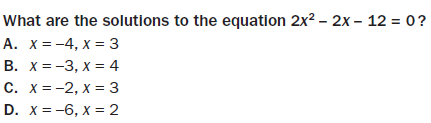 What are the solutions to the equation 2x² – 2x – 12 = 0?
A. x = –4, x = 3
B. x = –3, x = 4
C. x = –2, x = 3
D. x = –6, x = 2